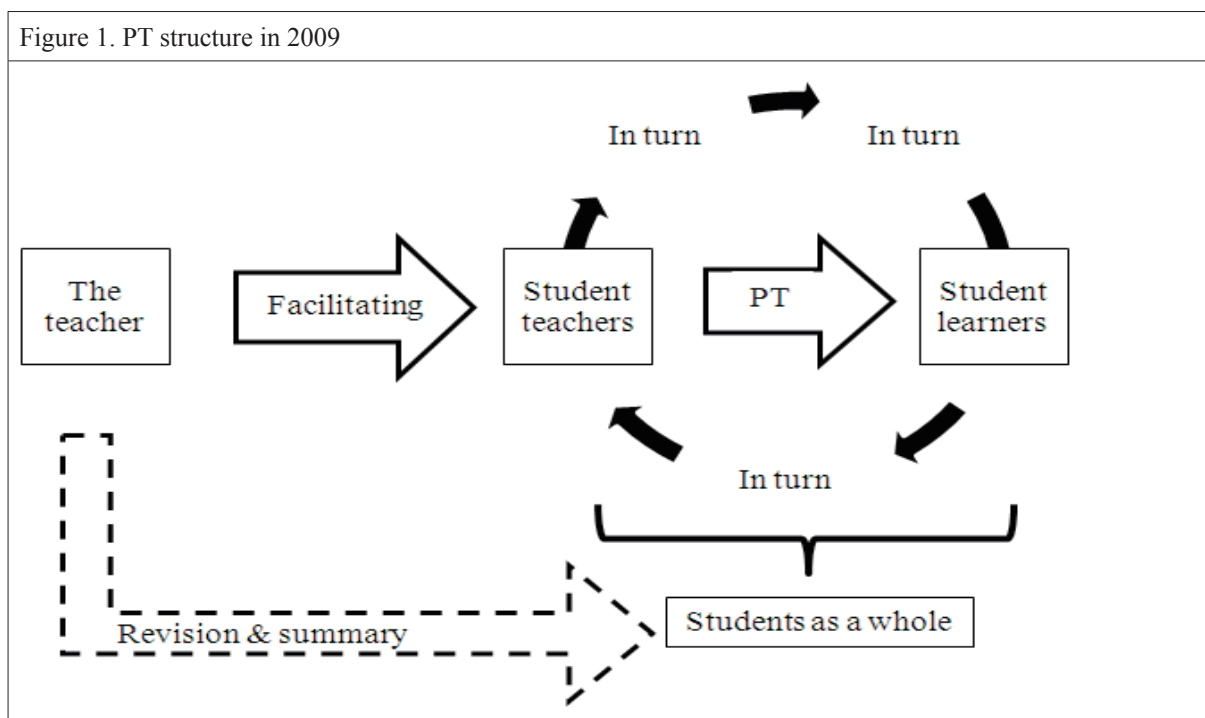 Figure 1. PT structure in 2009
In turn
In turn
The
teacher
Facilitating
Student
teachers
PT
Student
learners
In turn
Revision & summary
Students as a whole